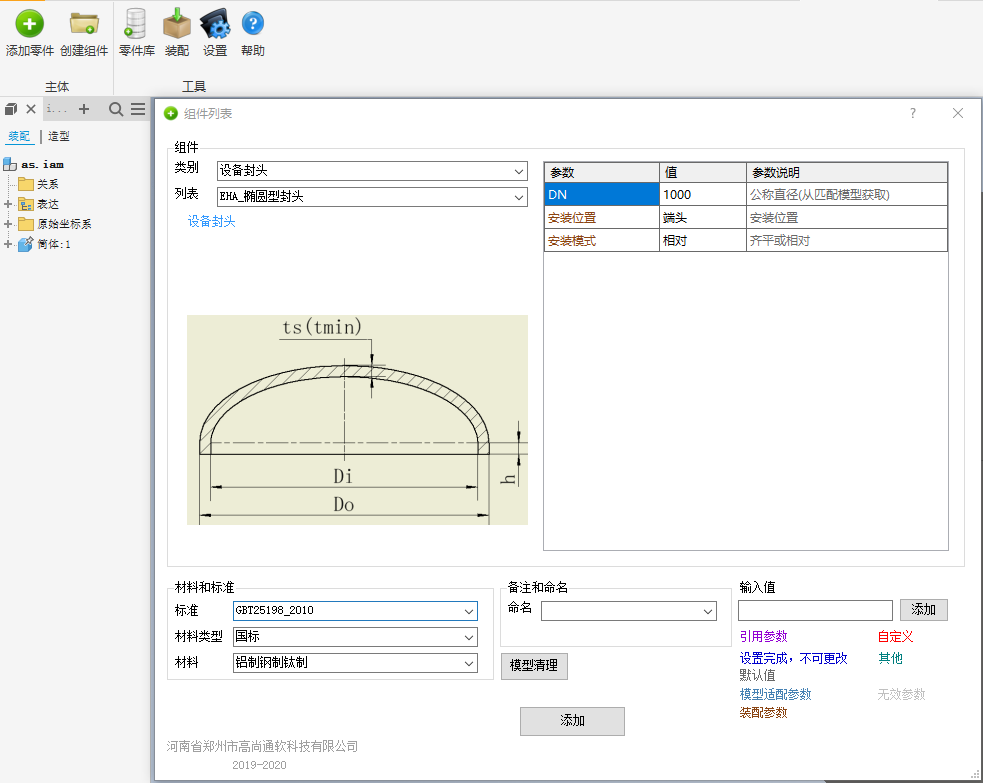 添加零件 创建组件 零件库 装配 设置 帮助
主体 工具
i...
装配 造型
as.iam
关系
表达
原始坐标系
筒体:1
组件列表
组件
类别 设备封头
列表 EHA_椭圆型封头
设备封头
参数 值 参数说明
DN 1000 公称直径(从匹配模型获取)
安装位置 端头 安装位置
安装模式 相对 齐平或相对
ts(tmin)
Di
Do
h
材料和标准
标准 GBT25198_2010
材料类型 国标
材料 铝制钢制钛制
备注和命名
命名
模型清理
输入值
添加
引用参数 自定义
设置完成，不可更改 其他
默认值
模型适配参数 无效参数
装配参数
添加
河南省郑州市高尚通软科技有限公司
2019-2020